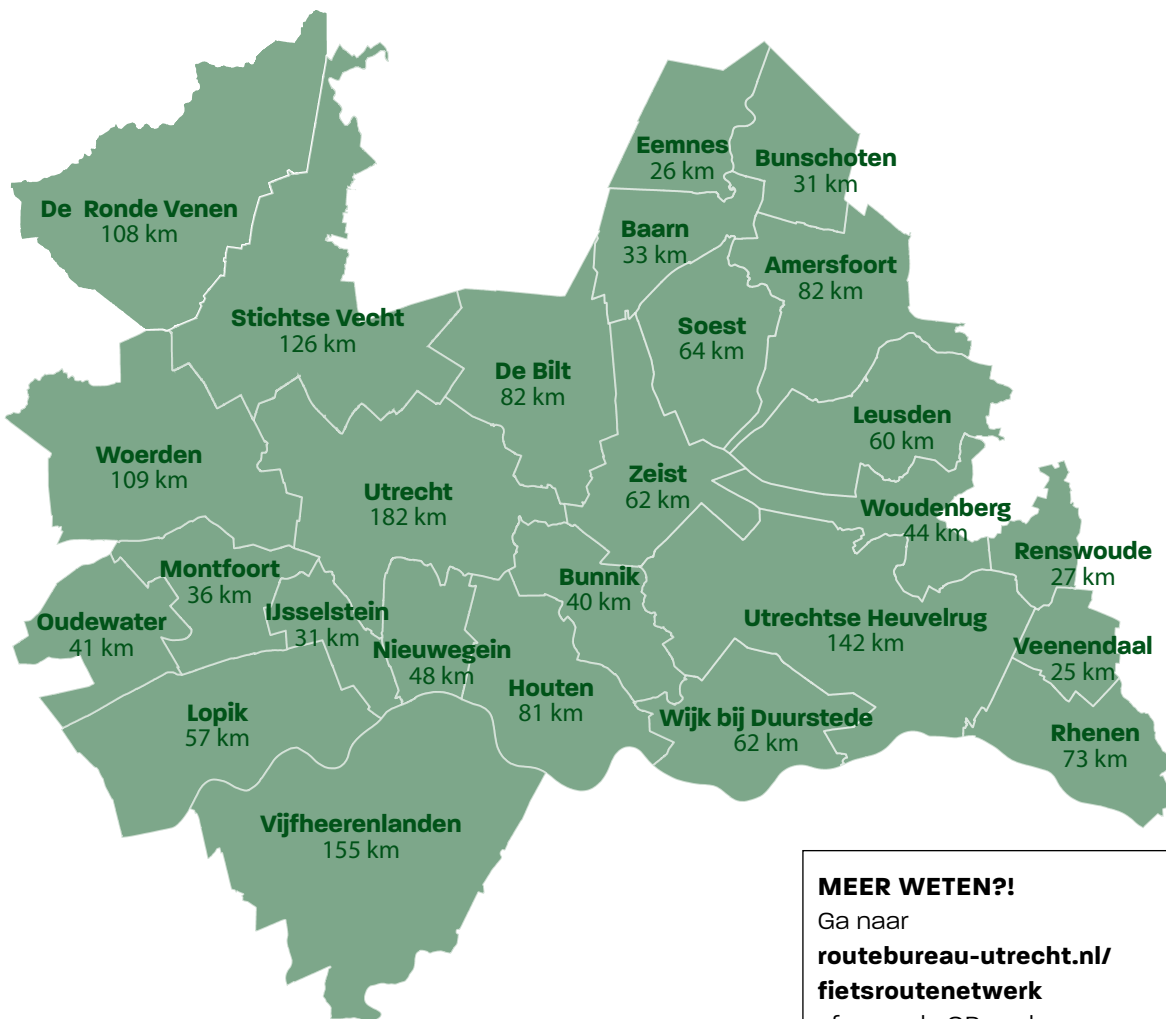 Eemnes
26 km
Bunschoten
31 km
De Ronde Venen
108 km
Baarn
33 km
Amersfoort
82 km
Stichtse Vecht
126 km
Soest
64 km
De Bilt
82 km
Leusden
60 km
Woerden
109 km
Zeist
62 km
Utrecht
182 km
Woudenberg
44 km
Renswoude
27 km
Montfoort
36 km
Bunnik
40 km
IJsselstein
31 km
Oudewater
41 km
Utrechtse Heuvelrug
142 km
Veenendaal
25 km
Nieuwegein
48 km
Houten
81 km
Lopik
57 km
Wijk bij Duurstede
62 km
Rhenen
73 km
Vijfheerenlanden
155 km
MEER WETEN?!
Ga naar
routebureau-utrecht.nl/
fietsroutenetwerk